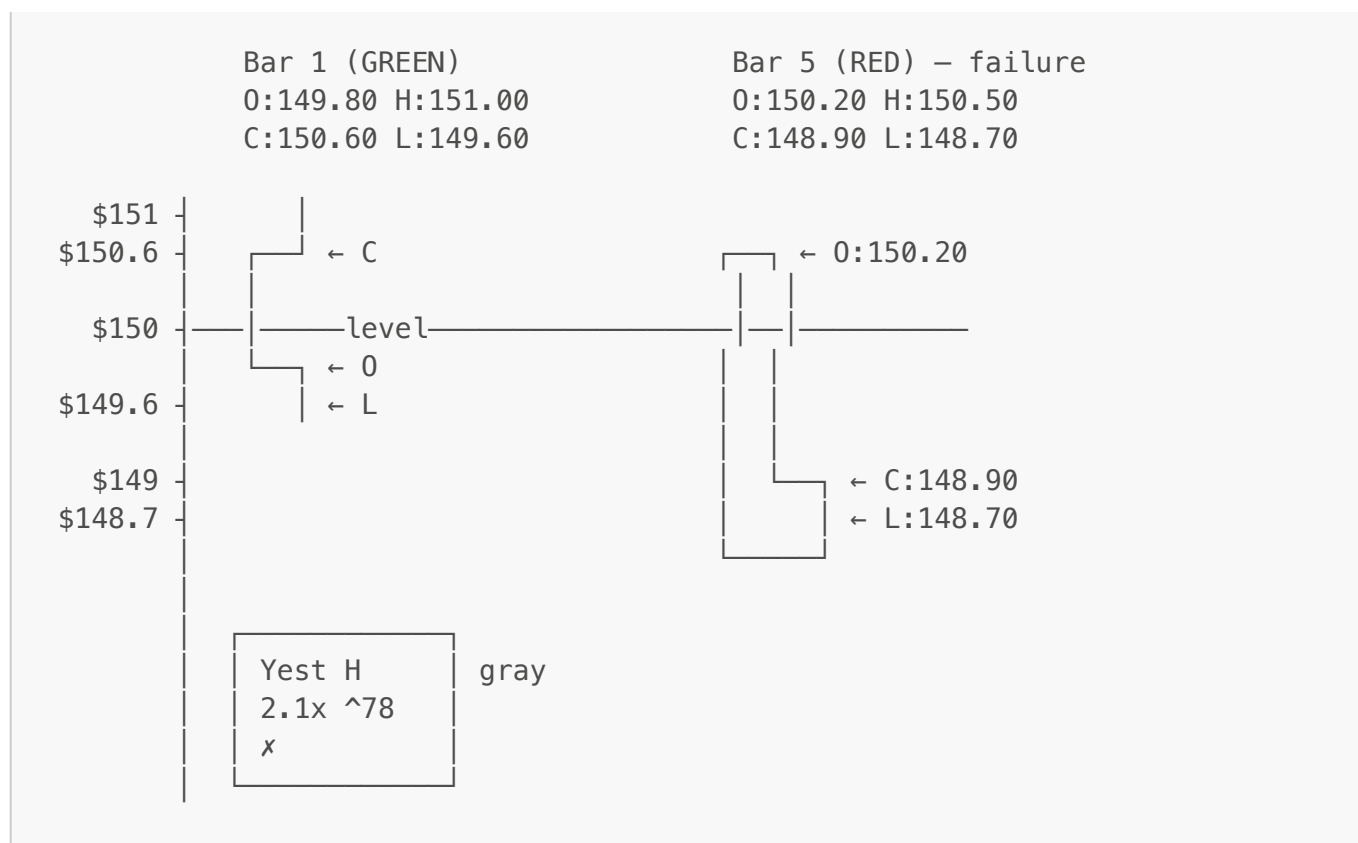 Bar 1 (GREEN) Bar 5 (RED) — failure
O:149.80 H:151.00 O:150.20 H:150.50
C:150.60 L:149.60 C:148.90 L:148.70
$151
$150.6 ← C ← O:150.20
$150 level
← O
$149.6 ← L
$149 ← C:148.90
$148.7 ← L:148.70
Yest H gray
2.1x ^78
✗